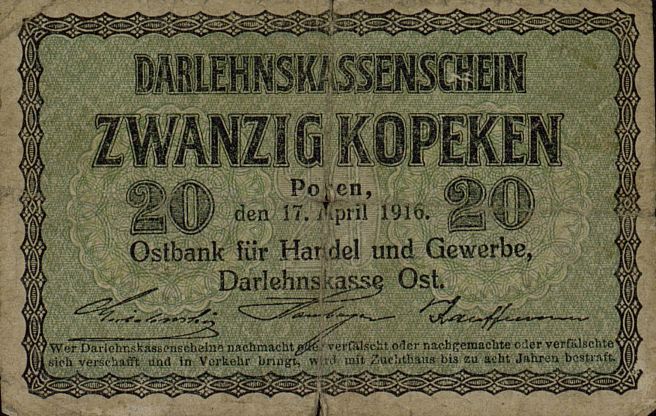 DARLEHNSKASSENSCHEIN
ZWANZIG KOPEKEN
Posen,
20 den 17. April 1916. 20
Ostbank für Handel und Gewerbe,
Darlehnskasse Ost.
Kauffmann
Wer Darlehnskassenscheine nachmacht oder verfälscht oder nachgemachte oder verfälschte
sich verschafft und in Verkehr bringt, wird mit Zuchthaus bis zu acht Jahren bestraft.